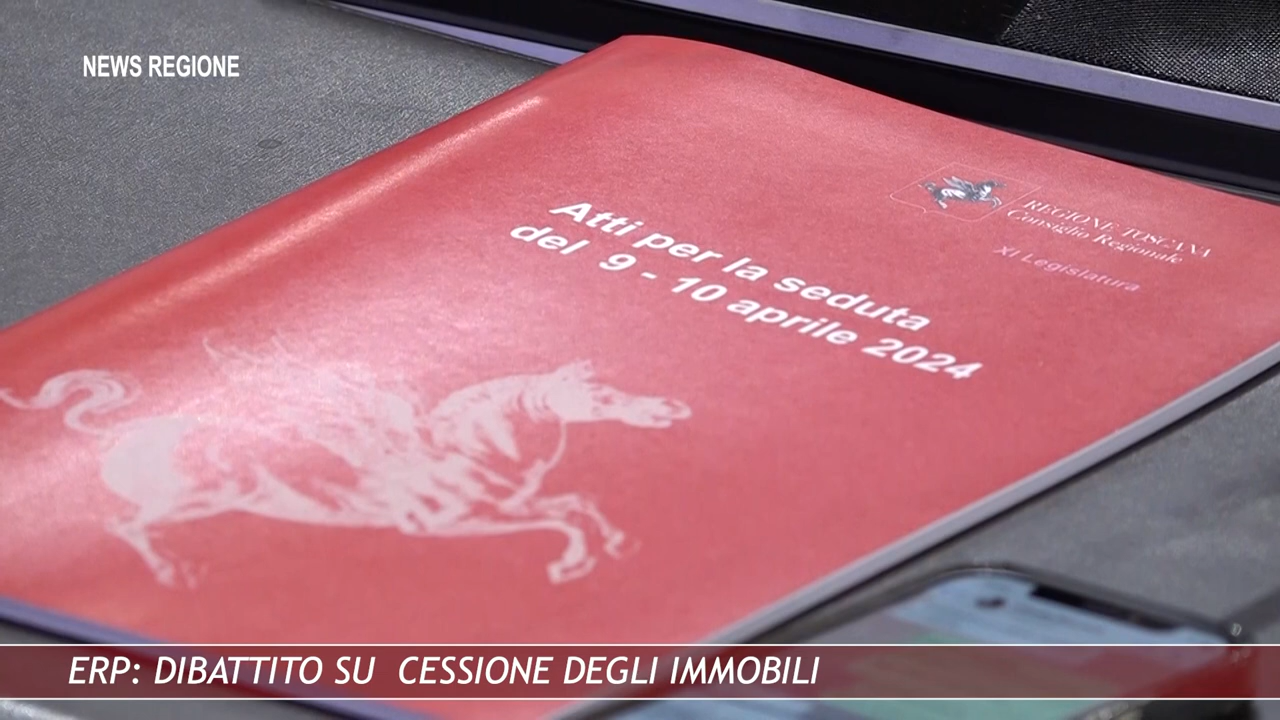 NEWS REGIONE
REGIONE TOSCANA
Consiglio Regionale
XI Legislatura
Atti per la seduta
del 9 - 10 aprile 2024
ERP: DIBATTITO SU CESSIONE DEGLI IMMOBILI